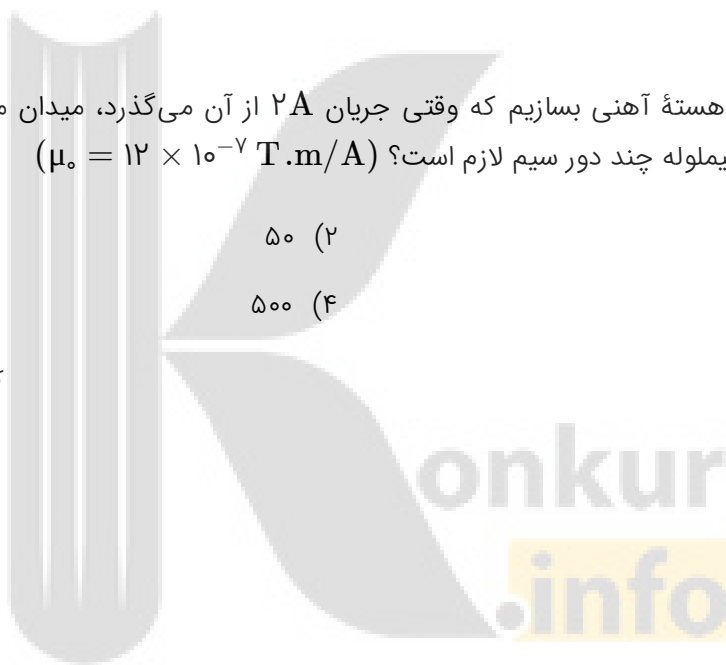 هستهٔ آهنی بسازیم که وقتی جریان ۲A از آن می‌گذرد، میدان
یملوله چند دور سیم لازم است؟ (μ₀ = ۱۲ × ۱۰⁻⁷ T.m/A)
۲) ۵۰
۴) ۵۰۰
onkur
.info